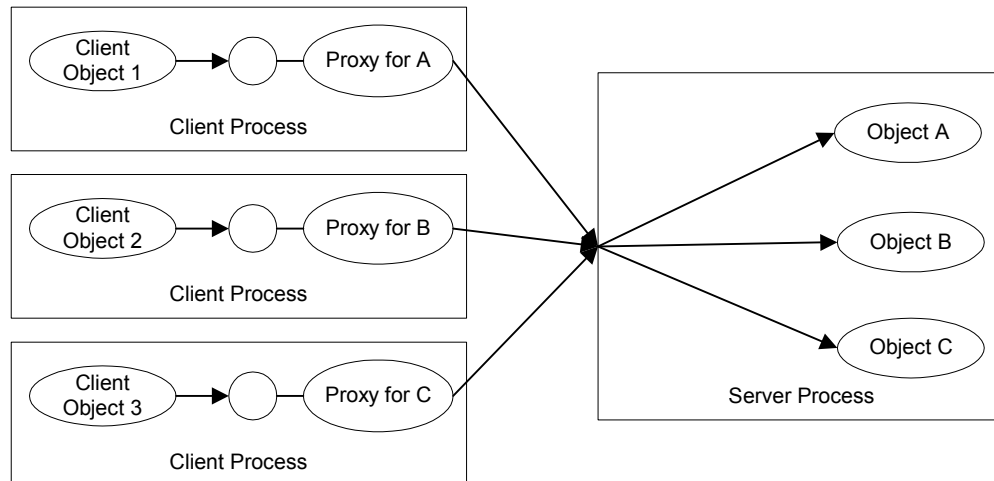 Client
Object 1
Proxy for A
Client Process
Client
Object 2
Proxy for B
Client Process
Client
Object 3
Proxy for C
Client Process
Object A
Object B
Object C
Server Process